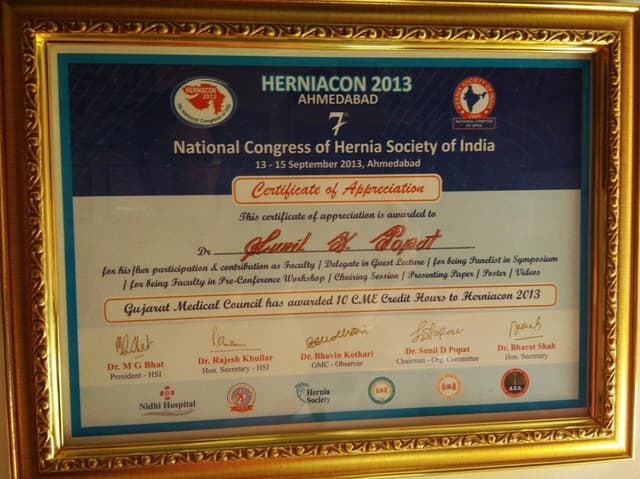 HERNIACON 2013
AHMEDABAD
7th
National Congress of Hernia Society of India
13 - 15 September 2013, Ahmedabad
HERNIACON
2013
Certificate of Appreciation
This certificate of appreciation is awarded to
Dr Sunil Popat
for his/her participation & contribution as Faculty / Delegate in Guest Lecture / for being Panelist in Symposium
/ for being Faculty in Pre-Conference Workshop / Chairing Session / Presenting Paper / Poster / Videos
Gujarat Medical Council has awarded 10 CME Credit Hours to Herniacon 2013
Dr. M G Bhat
President - HSI
Dr. Rajesh Khullar
Hon. Secretary - HSI
Dr. Bhavin Kothari
GMC - Observer
Dr. Sunil D Popat
Chairman - Org. Committee
Dr. Bharat Shah
Hon. Secretary
Nidhi Hospital
Hernia
Society